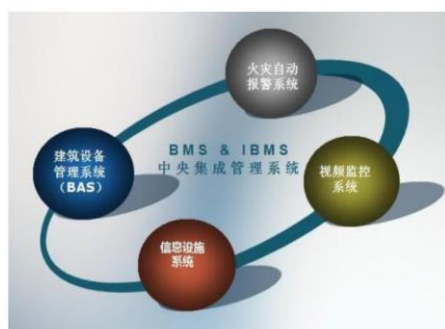 火灾自动
报警系统
BMS & IBMS
中央集成管理系统
建筑设备
管理系统
（BAS）
视频监控
系统
信息设施
系统